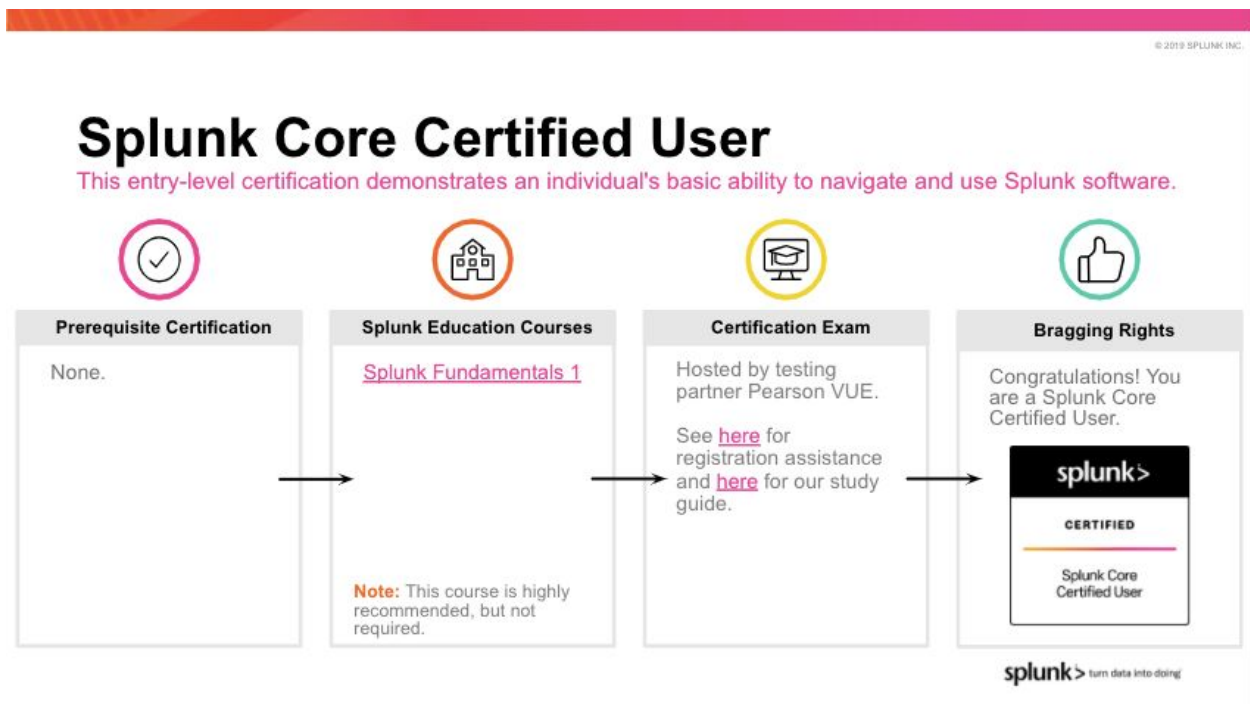 © 2019 SPLUNK INC.
Splunk Core Certified User
This entry-level certification demonstrates an individual's basic ability to navigate and use Splunk software.
Prerequisite Certification
None.
Splunk Education Courses
Splunk Fundamentals 1
Note: This course is highly
recommended, but not
required.
Certification Exam
Hosted by testing
partner Pearson VUE.
See here for
registration assistance
and here for our study
guide.
Bragging Rights
Congratulations! You
are a Splunk Core
Certified User.
splunk>
CERTIFIED
Splunk Core
Certified User
splunk> turn data into doing